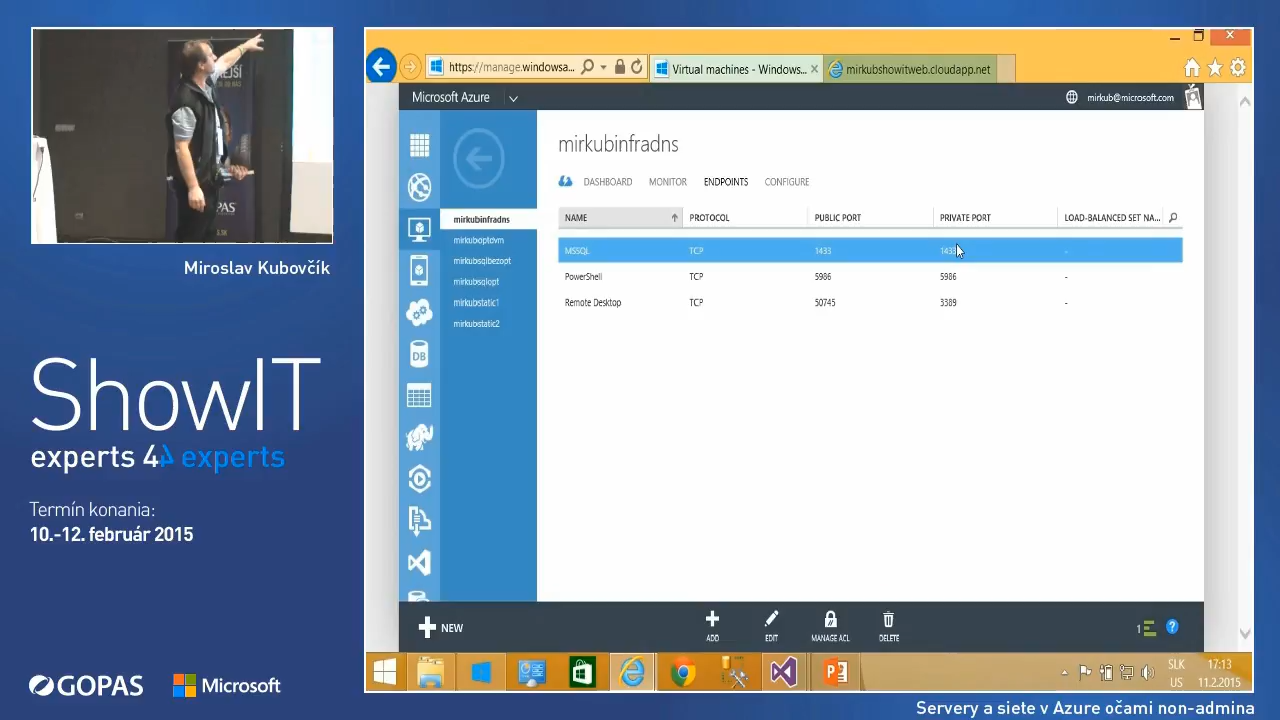 Miroslav Kubovčík
ShowIT
experts 4 experts
Termín konania:
10.-12. február 2015
GOPAS
Microsoft
https://manage.windowsa...
Virtual machines - Windows...
mirkubshowitweb.cloudapp.net
Microsoft Azure
mirkub@microsoft.com
mirkubinfradns
DASHBOARD MONITOR ENDPOINTS CONFIGURE
mirkubinfradns
mirkuboptdvm
mirkubsqlbezopt
mirkubsqlopt
mirkubstatic1
mirkubstatic2
NAME PROTOCOL PUBLIC PORT PRIVATE PORT LOAD-BALANCED SET NA...
MSSQL TCP 1433 1433 -
PowerShell TCP 5986 5986 -
Remote Desktop TCP 50745 3389 -
DB
NEW
ADD EDIT MANAGE ACL DELETE
1
SLK 17:13
US 11.2.2015
Servery a siete v Azure očami non-admina